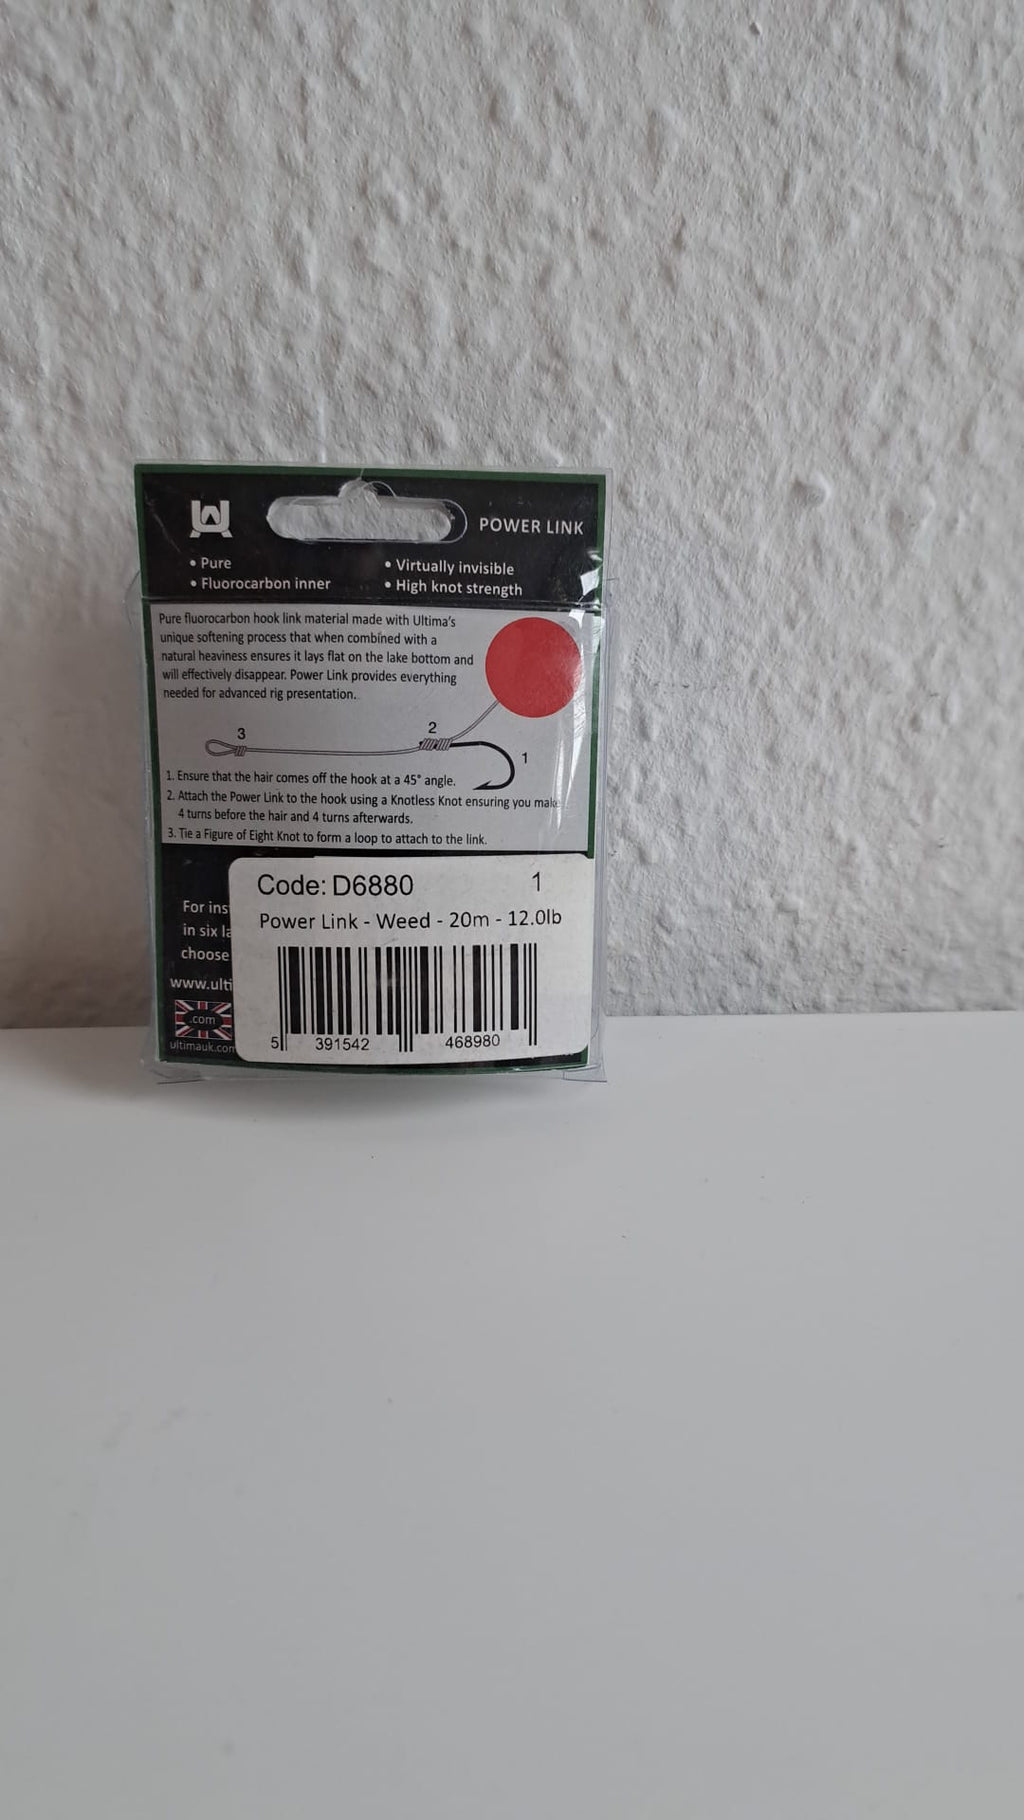 POWER LINK
• Pure
• Fluorocarbon inner
• Virtually invisible
• High knot strength
Pure fluorocarbon hook link material made with Ultima's
unique softening process that when combined with a
natural heaviness ensures it lays flat on the lake bottom and
will effectively disappear. Power Link provides everything
needed for advanced rig presentation.
3
2
1
1. Ensure that the hair comes off the hook at a 45° angle.
2. Attach the Power Link to the hook using a Knotless Knot ensuring you make
4 turns before the hair and 4 turns afterwards.
3. Tie a Figure of Eight Knot to form a loop to attach to the link.
Code: D6880 1
Power Link - Weed - 20m - 12.0lb
5 391542 468980
For ins
in six la
choose
www.ulti
.com
ultimauk.com